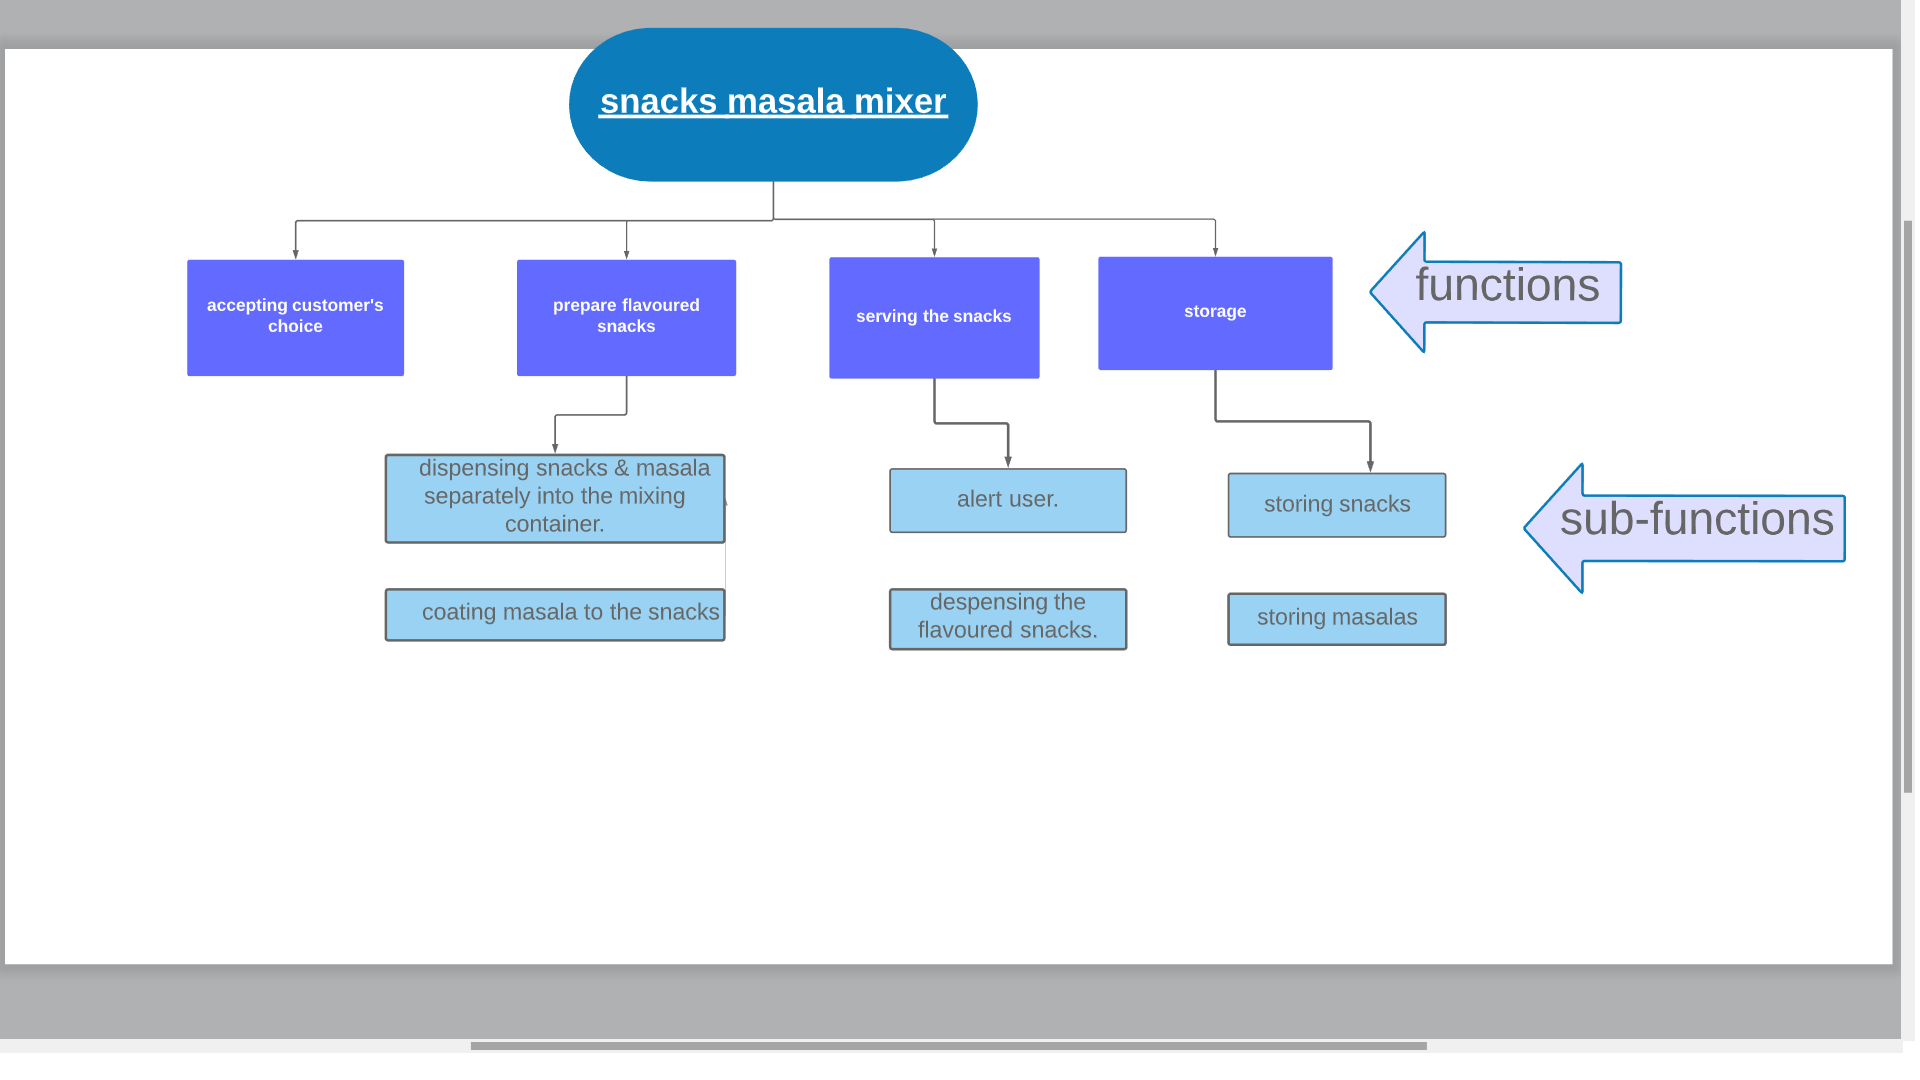 snacks masala mixer
accepting customer's
choice
prepare flavoured
snacks
serving the snacks
storage
functions
dispensing snacks & masala
separately into the mixing
container.
alert user.
storing snacks
sub-functions
coating masala to the snacks
despensing the
flavoured snacks.
storing masalas